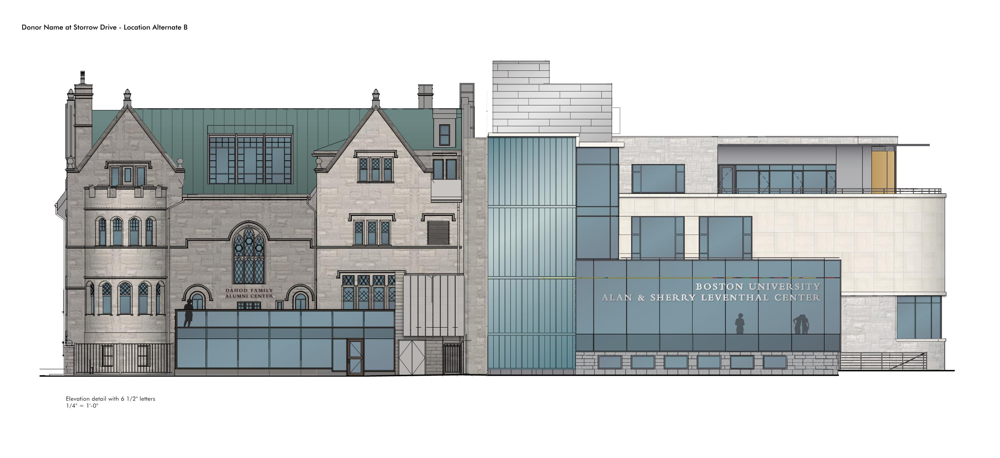 Donor Name at Storrow Drive - Location Alternate B
DAHOD FAMILY
ALUMNI CENTER
BOSTON UNIVERSITY
ALAN & SHERRY LEVENTHAL CENTER
Elevation detail with 6 1/2" letters
1/4" = 1'-0"